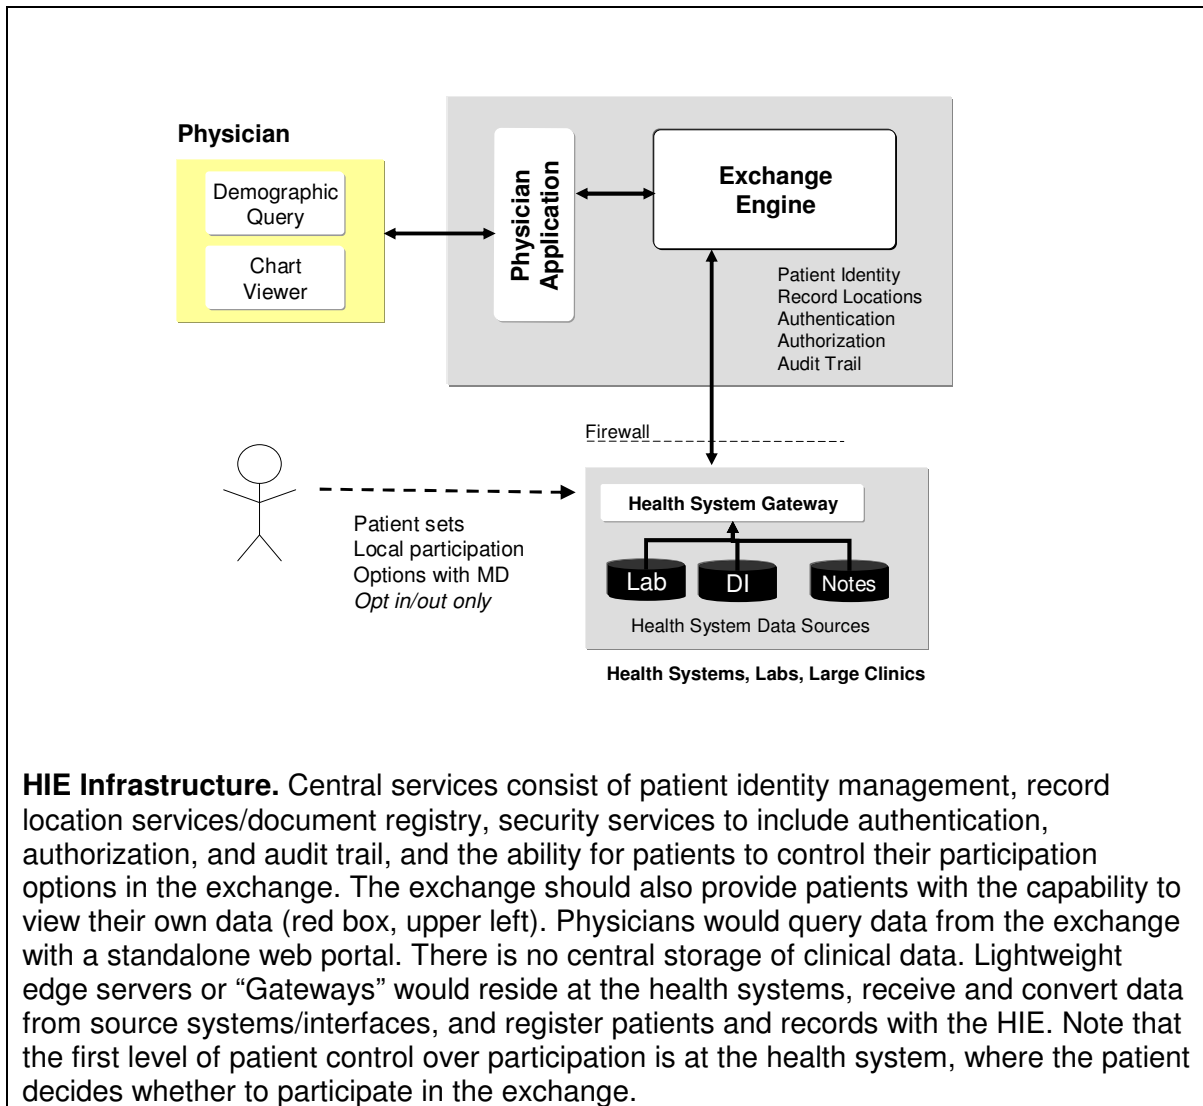 Physician
Demographic
Query
Chart
Viewer
Physician
Application
Exchange
Engine
Patient Identity
Record Locations
Authentication
Authorization
Audit Trail
Firewall
Patient sets
Local participation
Options with MD
Opt in/out only
Health System Gateway
Lab
DI
Notes
Health System Data Sources
Health Systems, Labs, Large Clinics
HIE Infrastructure. Central services consist of patient identity management, record
location services/document registry, security services to include authentication,
authorization, and audit trail, and the ability for patients to control their participation
options in the exchange. The exchange should also provide patients with the capability to
view their own data (red box, upper left). Physicians would query data from the exchange
with a standalone web portal. There is no central storage of clinical data. Lightweight
edge servers or “Gateways” would reside at the health systems, receive and convert data
from source systems/interfaces, and register patients and records with the HIE. Note that
the first level of patient control over participation is at the health system, where the patient
decides whether to participate in the exchange.